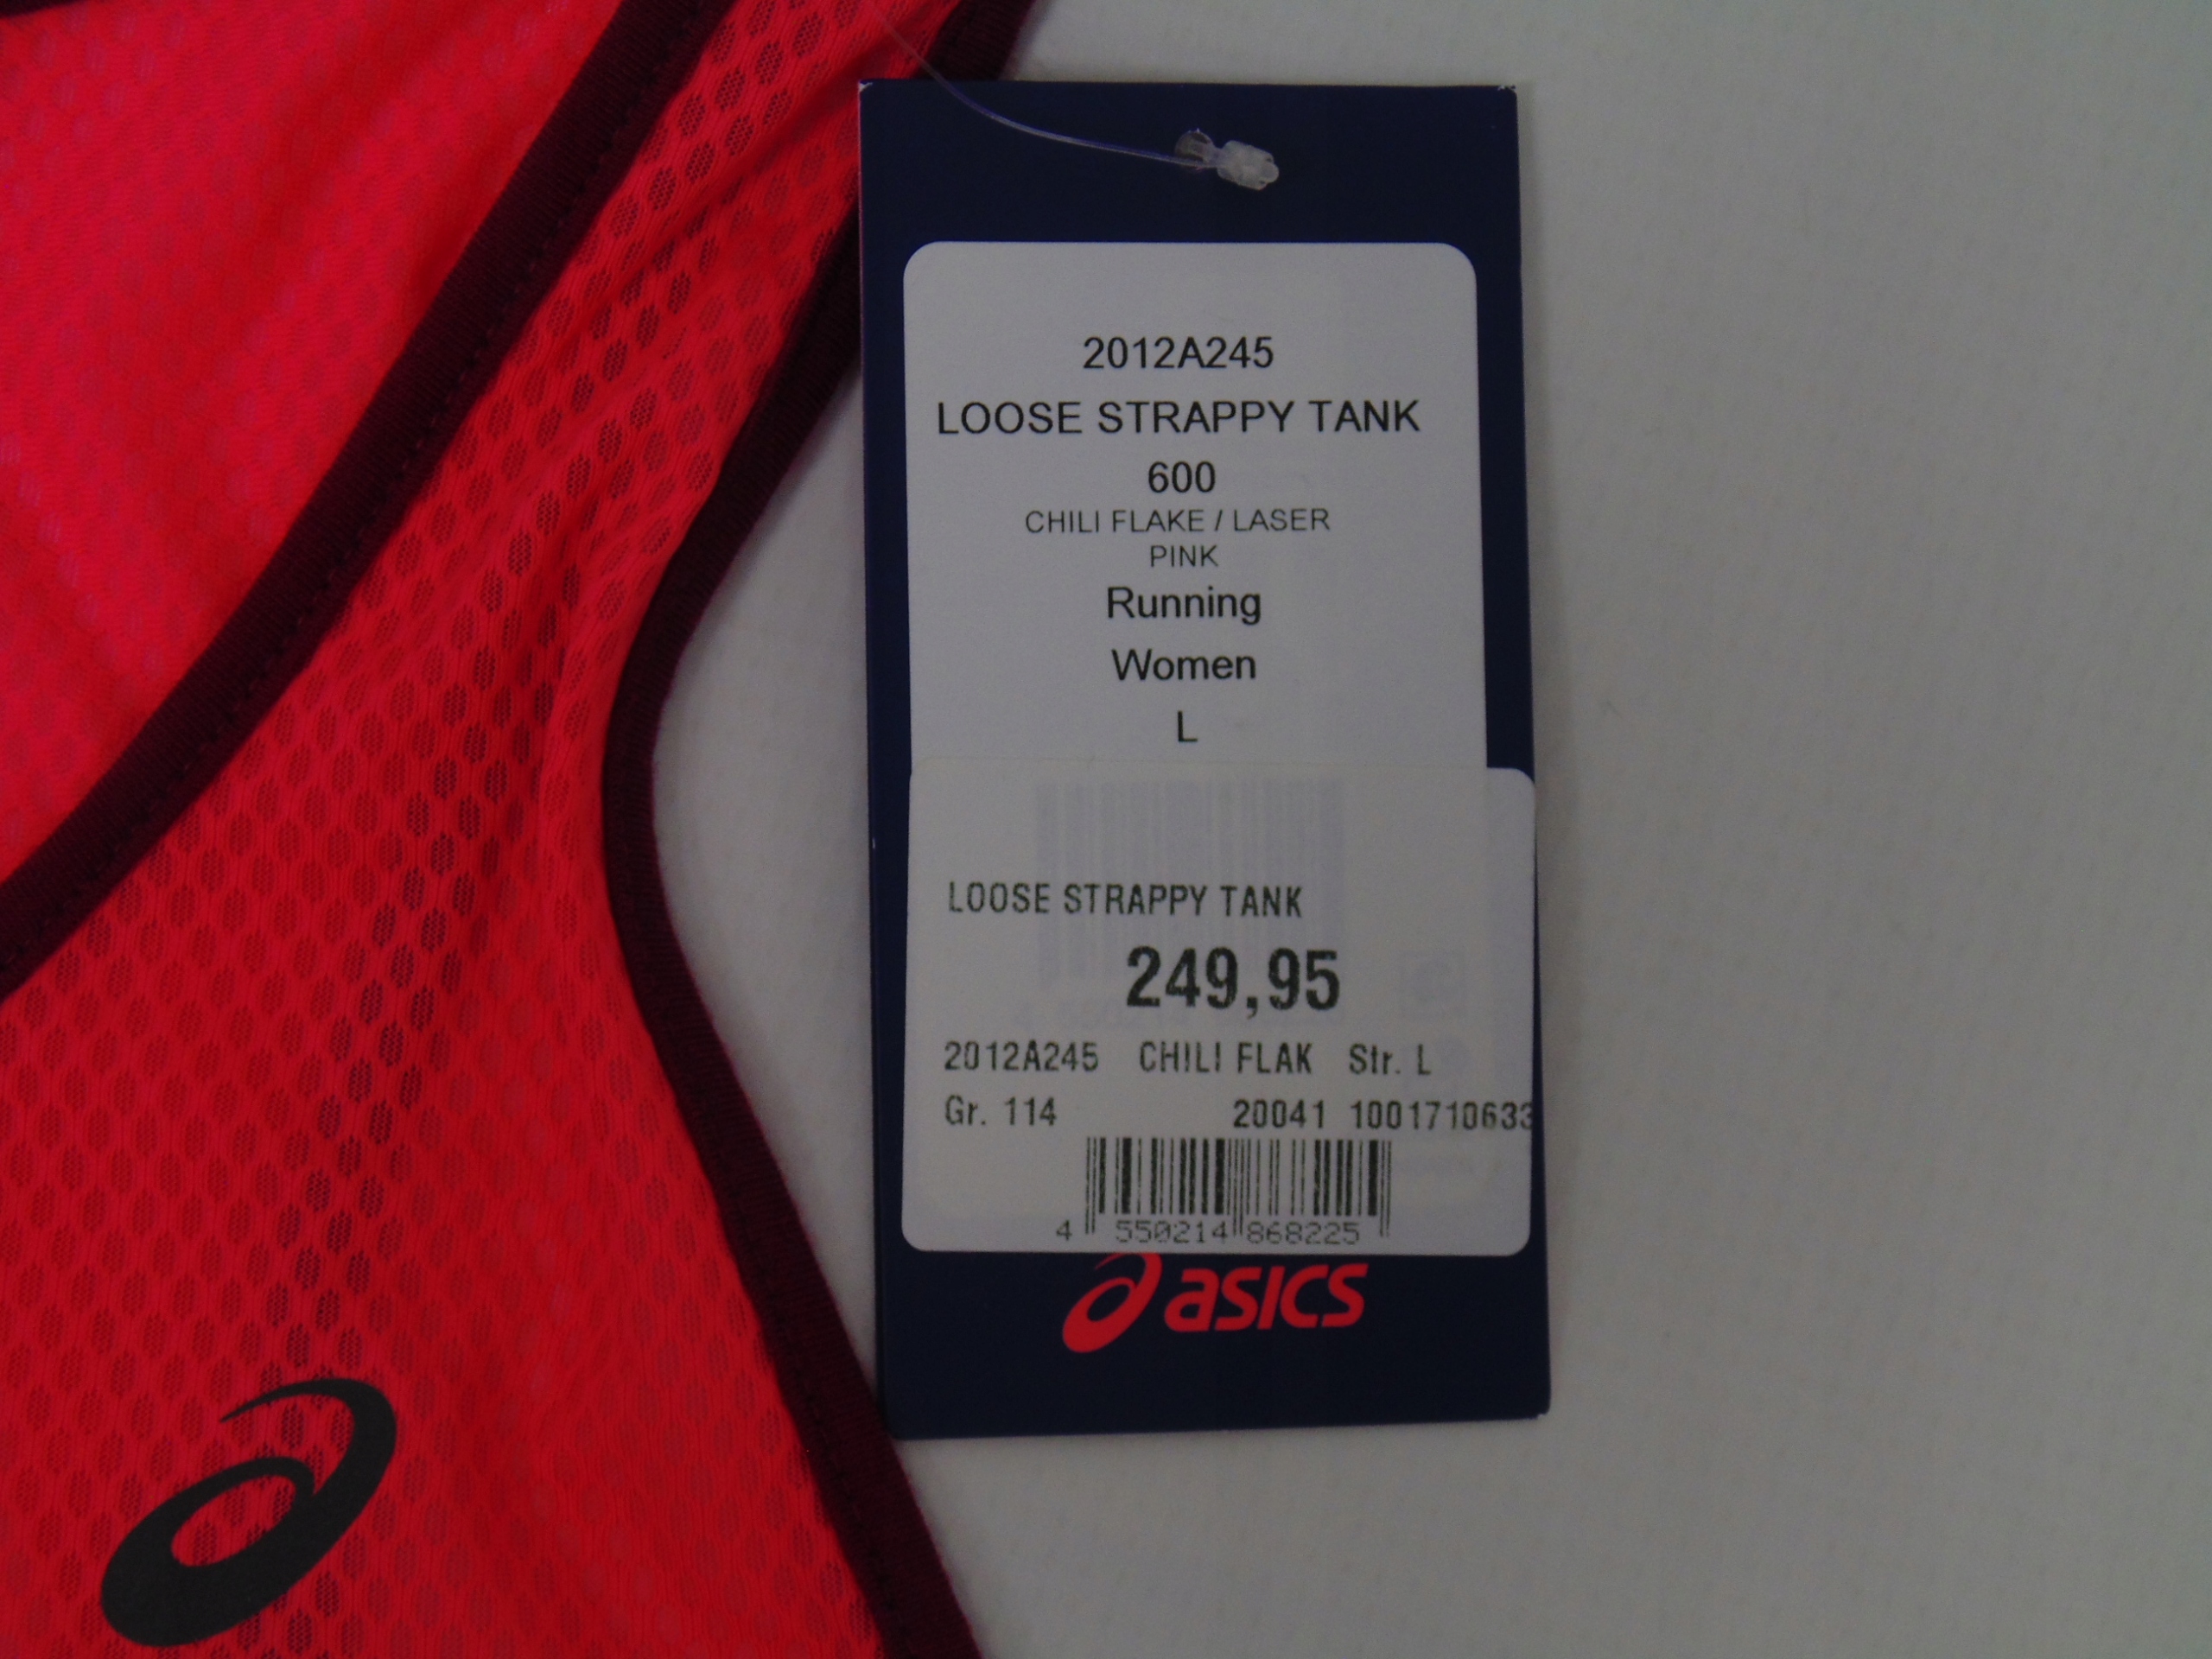 2012A245
LOOSE STRAPPY TANK
600
CHILI FLAKE / LASER
PINK
Running
Women
L
LOOSE STRAPPY TANK
249,95
2012A245 CHILI FLAK Str. L
Gr. 114 20041 1001710633
4 550214 868225
asics